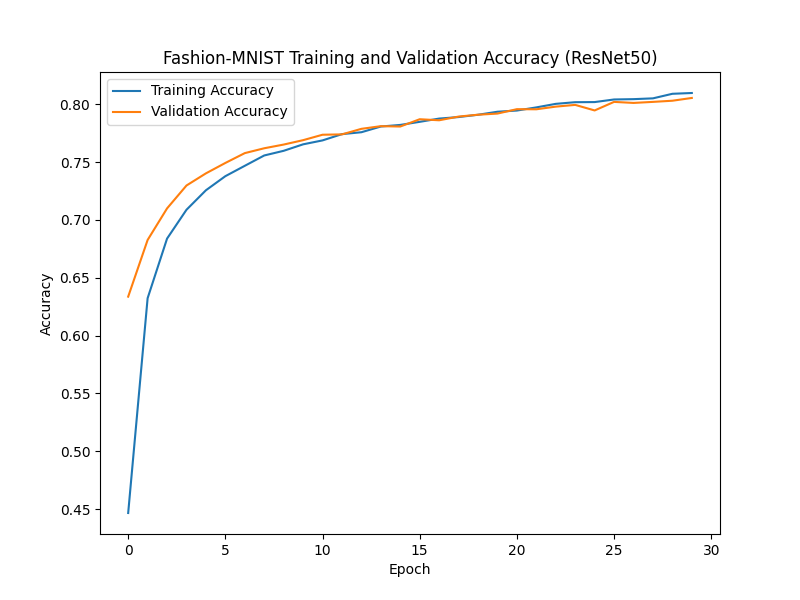 Fashion-MNIST Training and Validation Accuracy (ResNet50)
Training Accuracy
Validation Accuracy
0.80
0.75
0.70
0.65
0.60
0.55
0.50
0.45
Accuracy
0 5 10 15 20 25 30
Epoch